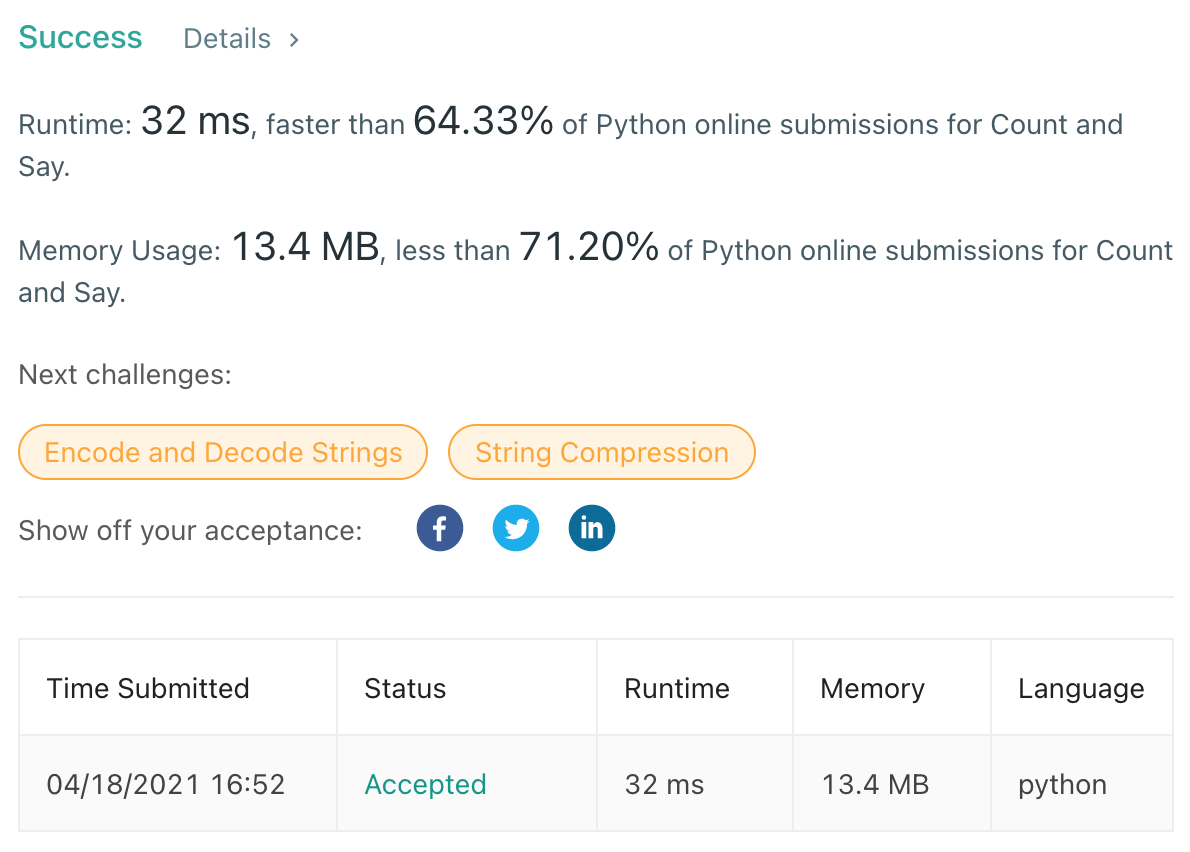 Success Details >
Runtime: 32 ms, faster than 64.33% of Python online submissions for Count and
Say.
Memory Usage: 13.4 MB, less than 71.20% of Python online submissions for Count
and Say.
Next challenges:
Encode and Decode Strings String Compression
Show off your acceptance: f in
Time Submitted Status Runtime Memory Language
04/18/2021 16:52 Accepted 32 ms 13.4 MB python